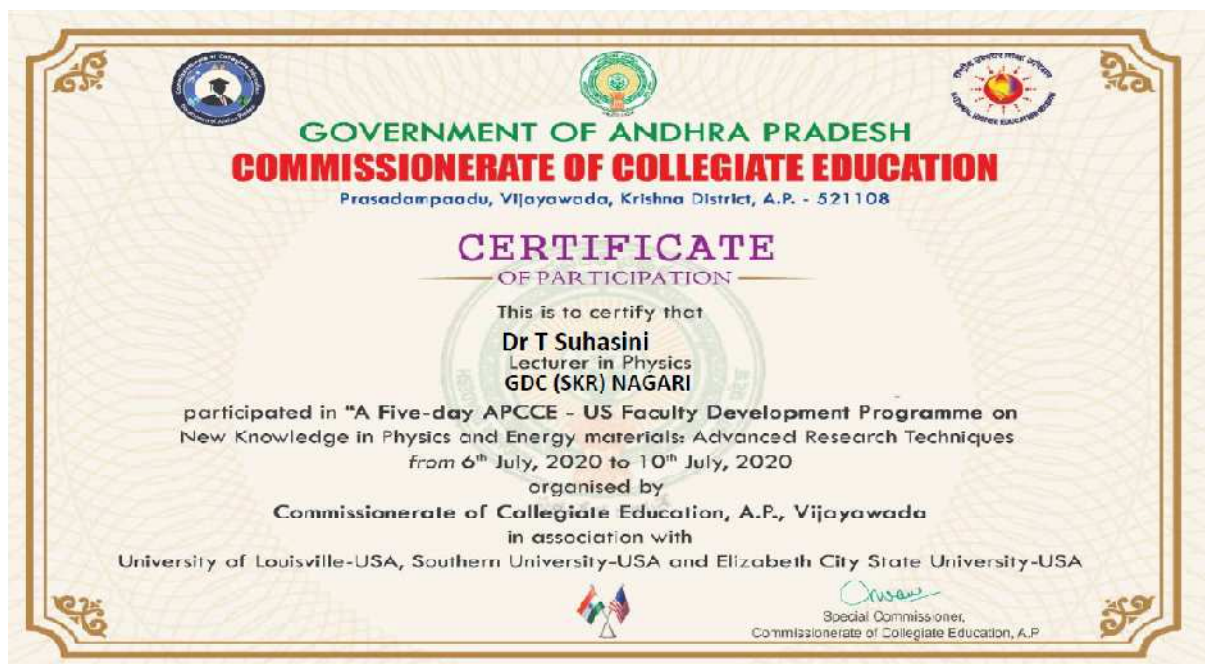 GOVERNMENT OF ANDHRA PRADESH
COMMISSIONERATE OF COLLEGIATE EDUCATION
Prasadampaadu, Vijayawada, Krishna District, A.P. - 521108
CERTIFICATE
OF PARTICIPATION
This is to certify that
Dr T Suhasini
Lecturer in Physics
GDC (SKR) NAGARI
participated in "A Five-day APCCE - US Faculty Development Programme on
New Knowledge in Physics and Energy materials: Advanced Research Techniques
from 6th July, 2020 to 10th July, 2020
organised by
Commissionerate of Collegiate Education, A.P., Vijayawada
in association with
University of Louisville-USA, Southern University-USA and Elizabeth City State University-USA
Special Commissioner,
Commissionerate of Collegiate Education, A.P